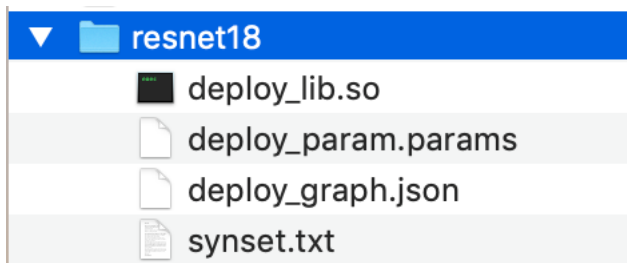 resnet18
deploy_lib.so
deploy_param.params
deploy_graph.json
synset.txt